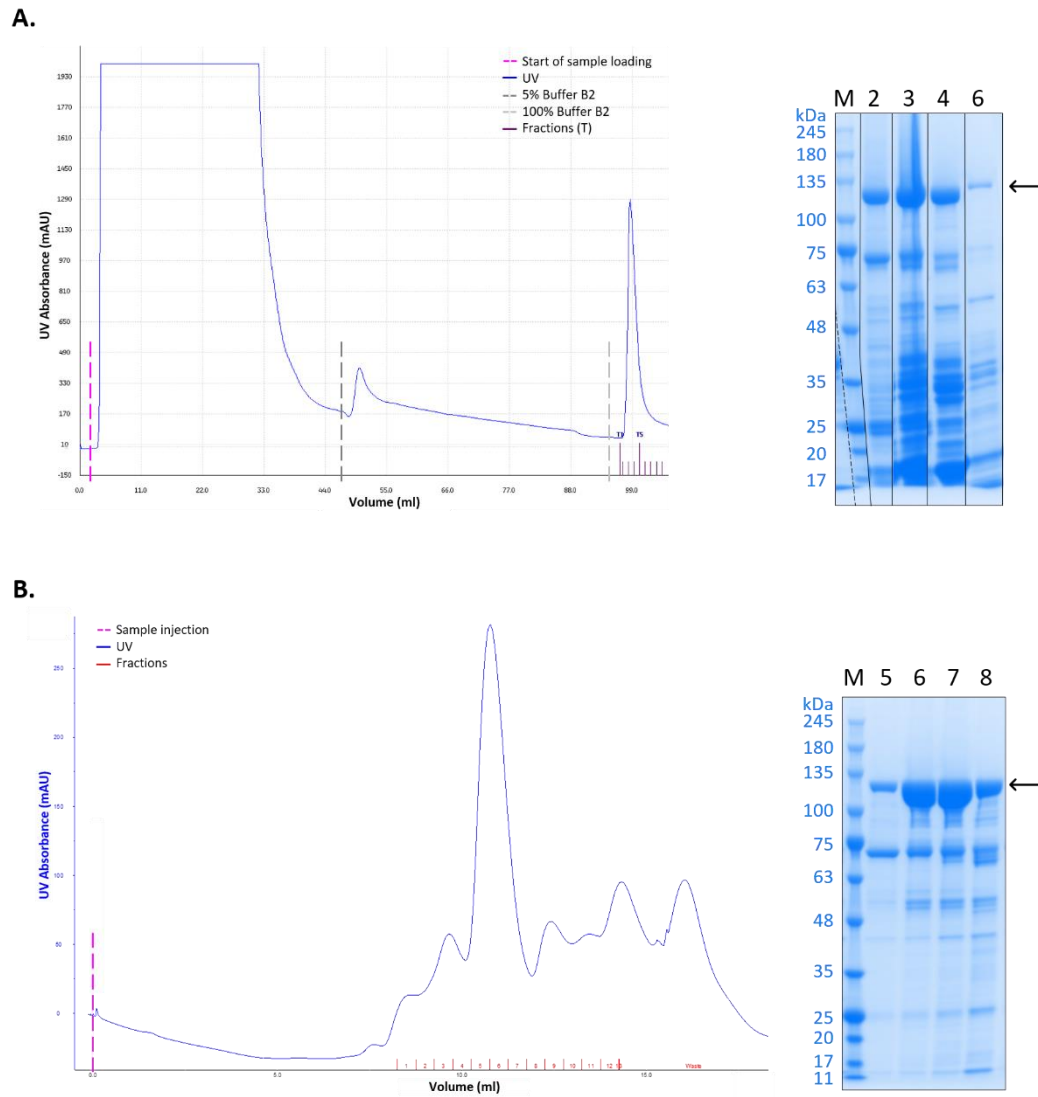 A.
Start of sample loading
UV
5% Buffer B2
100% Buffer B2
Fractions (T)
UV Absorbance (mAU)
1930
1770
1610
1450
1290
1130
970
810
650
490
330
170
10
-150
T5
0.0 11.0 22.0 33.0 44.0 55.0 66.0 77.0 88.0 99.0
Volume (ml)
M 2 3 4 6
kDa
245
180
135
100
75
63
48
35
25
20
17
B.
Sample injection
UV
Fractions
UV Absorbance (mAU)
250
200
150
100
50
0
1 2 3 4 5 6 7 8 9 10 11 12 13 Waste
0.0 5.0 10.0 15.0
Volume (ml)
M 5 6 7 8
kDa
245
180
135
100
75
63
48
35
25
20
17
11